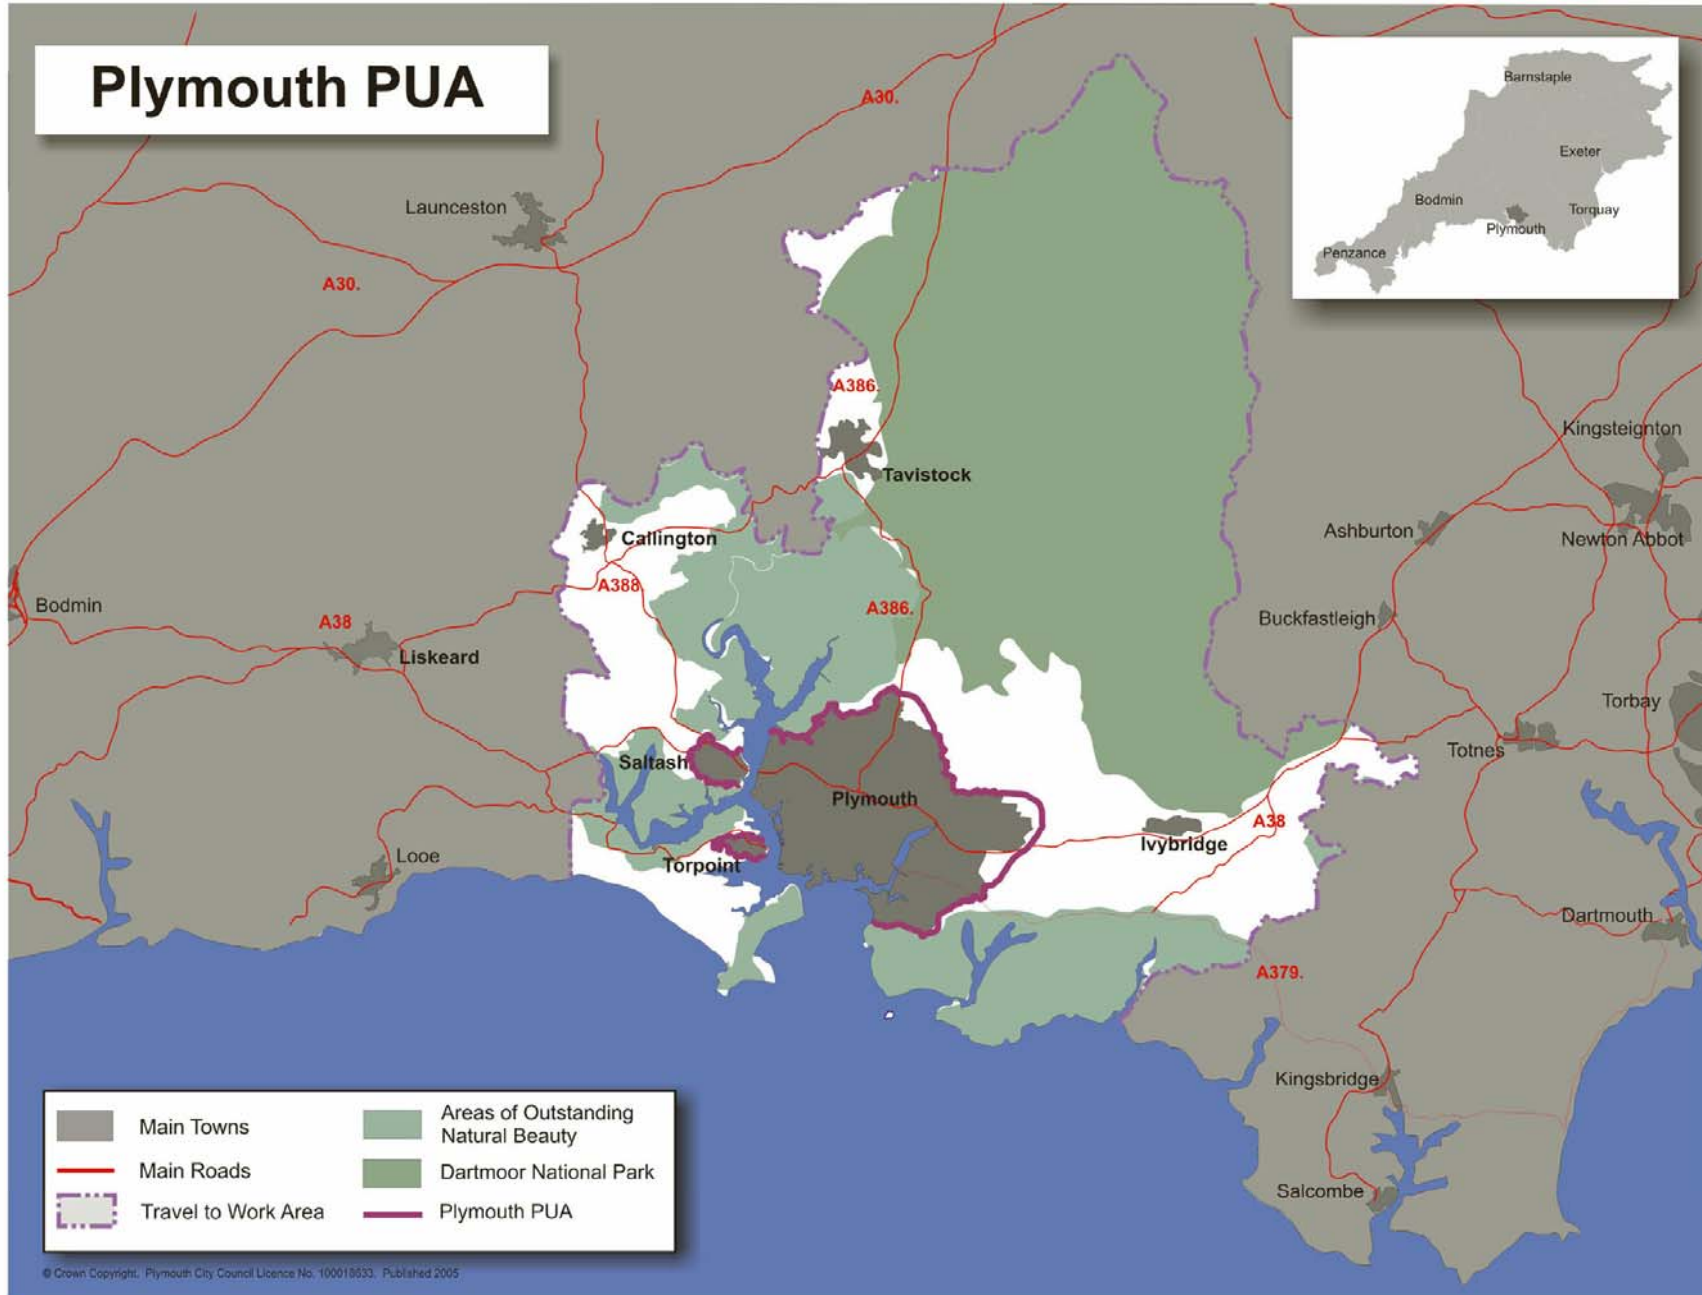 Plymouth PUA
A30.
Barnstaple
Exeter
Bodmin
Torquay
Plymouth
Penzance
Launceston
A30.
A386.
Kingsteignton
Tavistock
Ashburton
Newton Abbot
Callington
A388.
Bodmin
A38
A386.
Buckfastleigh
Liskeard
Torbay
Totnes
Saltash
Plymouth
A38
Ivybridge
Looe
Torpoint
Dartmouth
A379.
Kingsbridge
Salcombe
Main Towns
Main Roads
Travel to Work Area
Areas of Outstanding
Natural Beauty
Dartmoor National Park
Plymouth PUA
© Crown Copyright. Plymouth City Council Licence No. 100018633. Published 2005